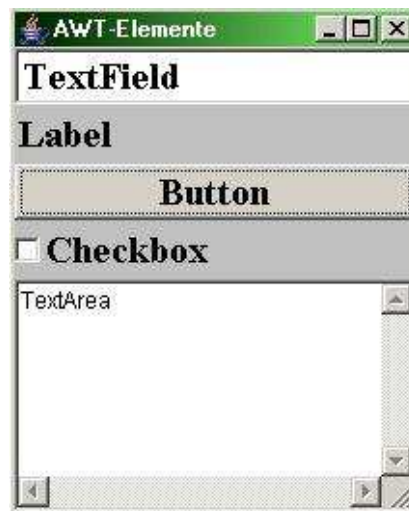 AWT-Elemente
TextField
Label
Button
Checkbox
TextArea